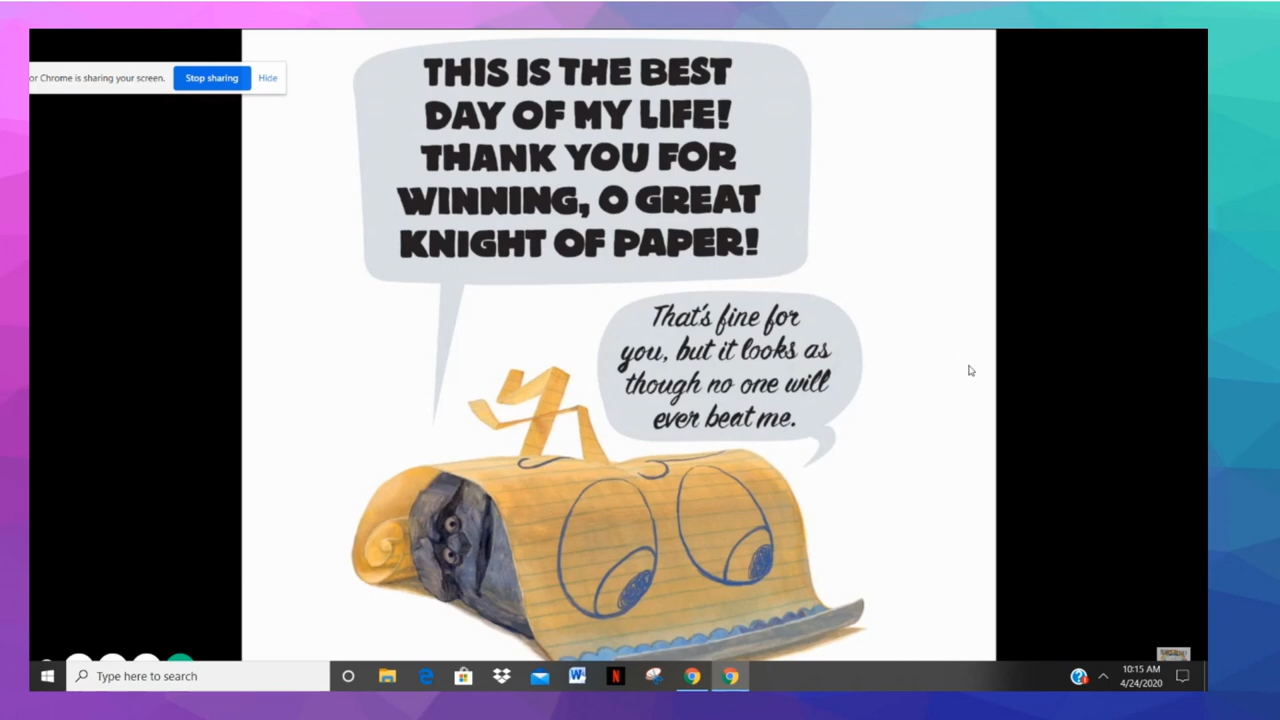 or Chrome is sharing your screen.
Stop sharing
Hide
THIS IS THE BEST
DAY OF MY LIFE!
THANK YOU FOR
WINNING, O GREAT
KNIGHT OF PAPER!
That's fine for
you, but it looks as
though no one will
ever beat me.
Type here to search
10:15 AM
4/24/2020